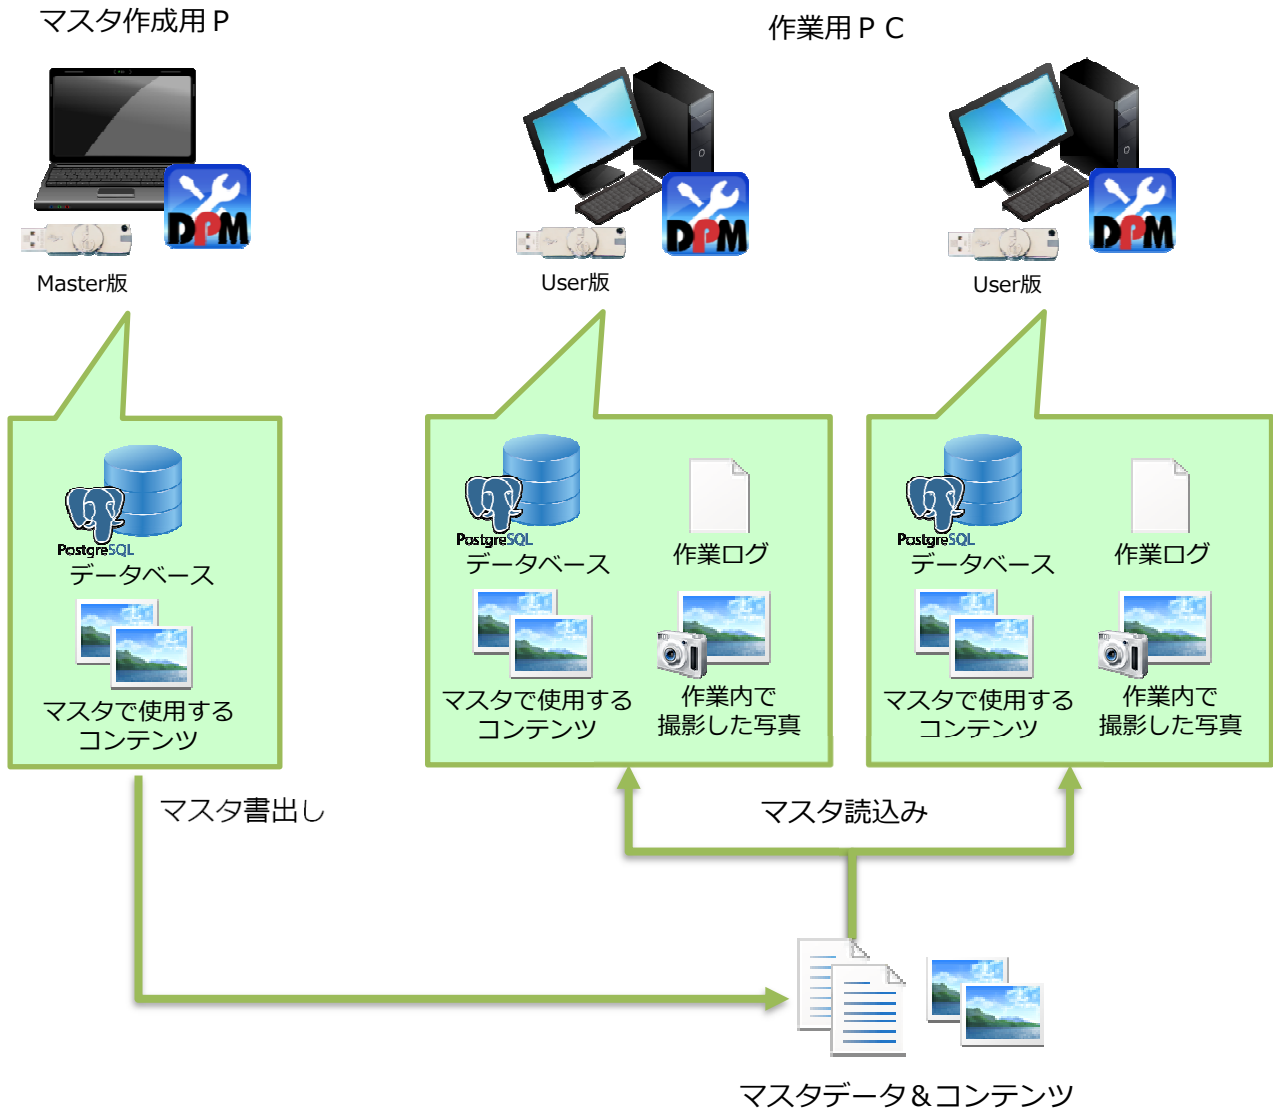 マスタ作成用Ｐ
作業用ＰＣ
DPM
DPM
DPM
Master版
User版
User版
PostgreSQL
データベース
マスタで使用する
コンテンツ
PostgreSQL
データベース
作業ログ
マスタで使用する
コンテンツ
作業内で
撮影した写真
PostgreSQL
データベース
作業ログ
マスタで使用する
コンテンツ
作業内で
撮影した写真
マスタ書出し
マスタ読込み
マスタデータ＆コンテンツ